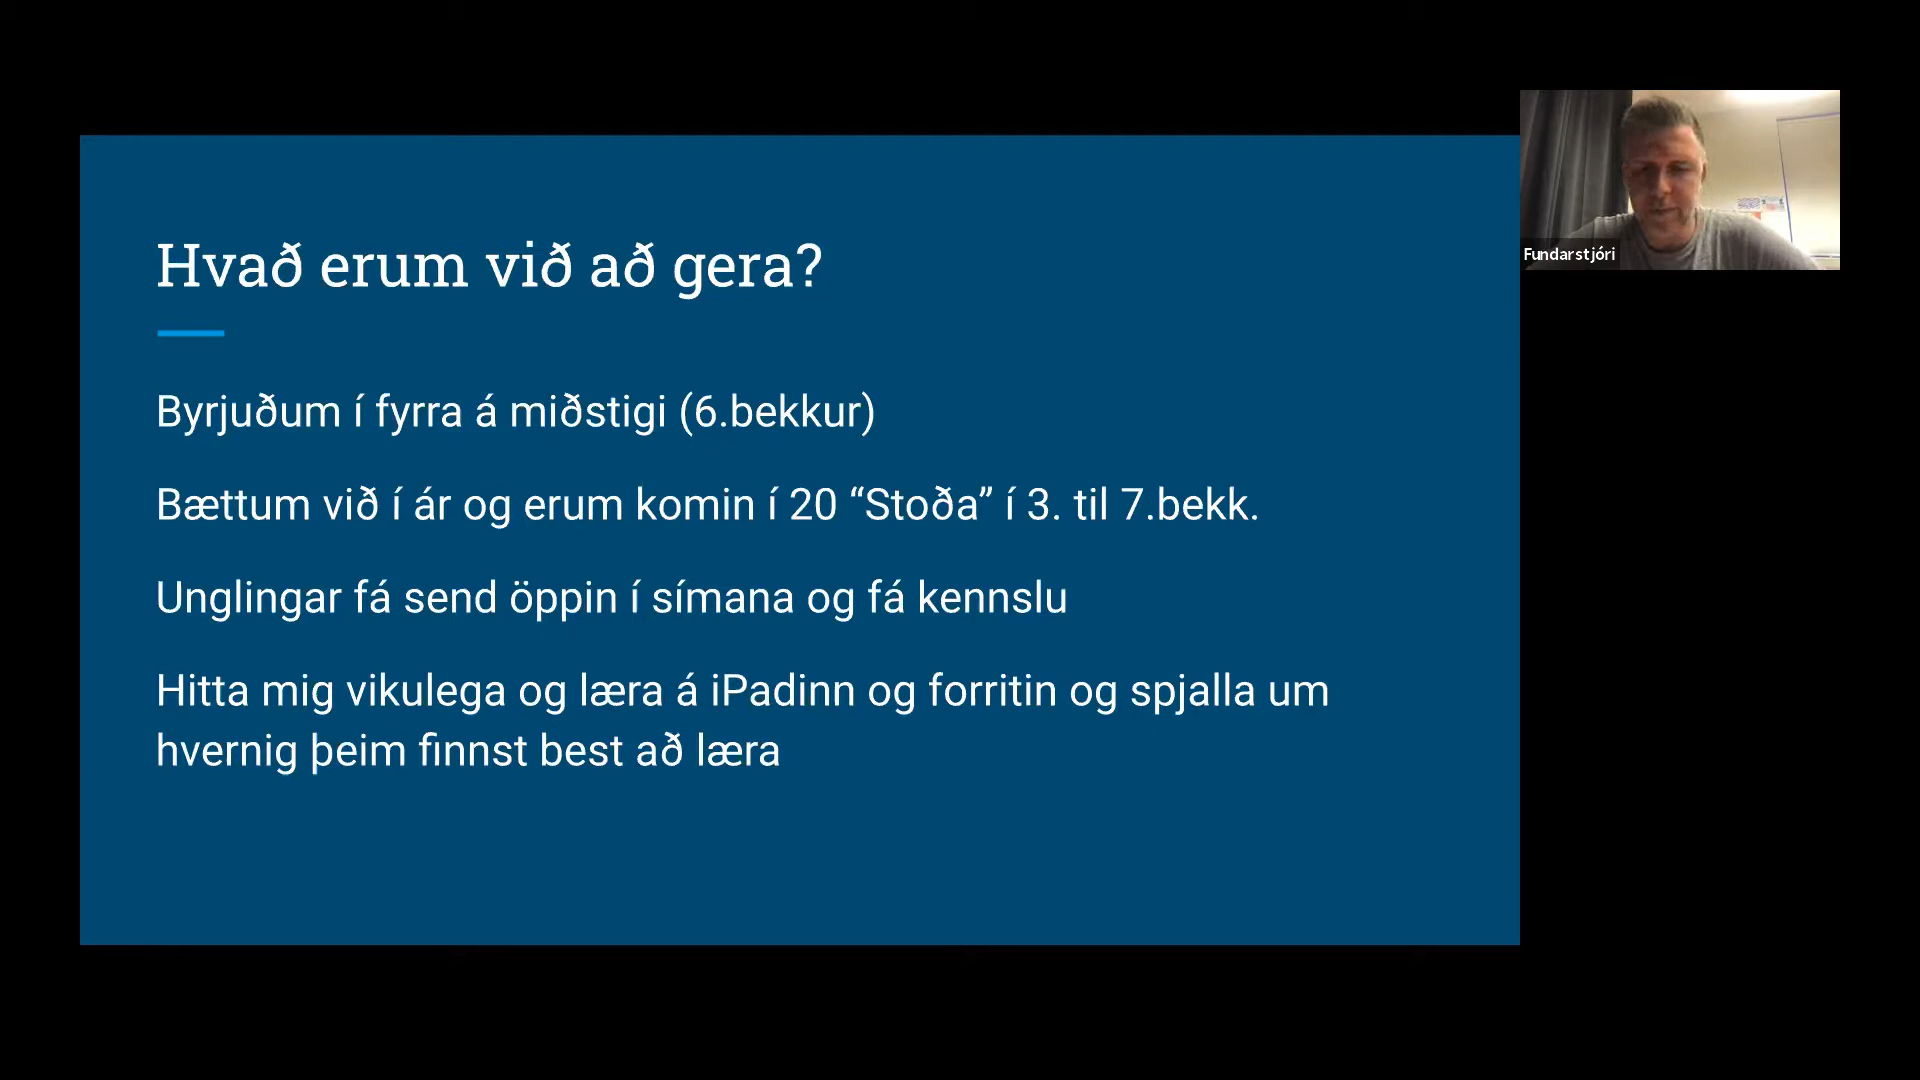 Hvað erum við að gera?
Byrjuðum í fyrra á miðstigi (6.bekkur)
Bættum við í ár og erum komin í 20 “Stoða” í 3. til 7.bekk.
Unglingar fá send öppin í símana og fá kennslu
Hitta mig vikulega og læra á iPadinn og forritin og spjalla um
hvernig þeim finnst best að læra
Fundarstjóri